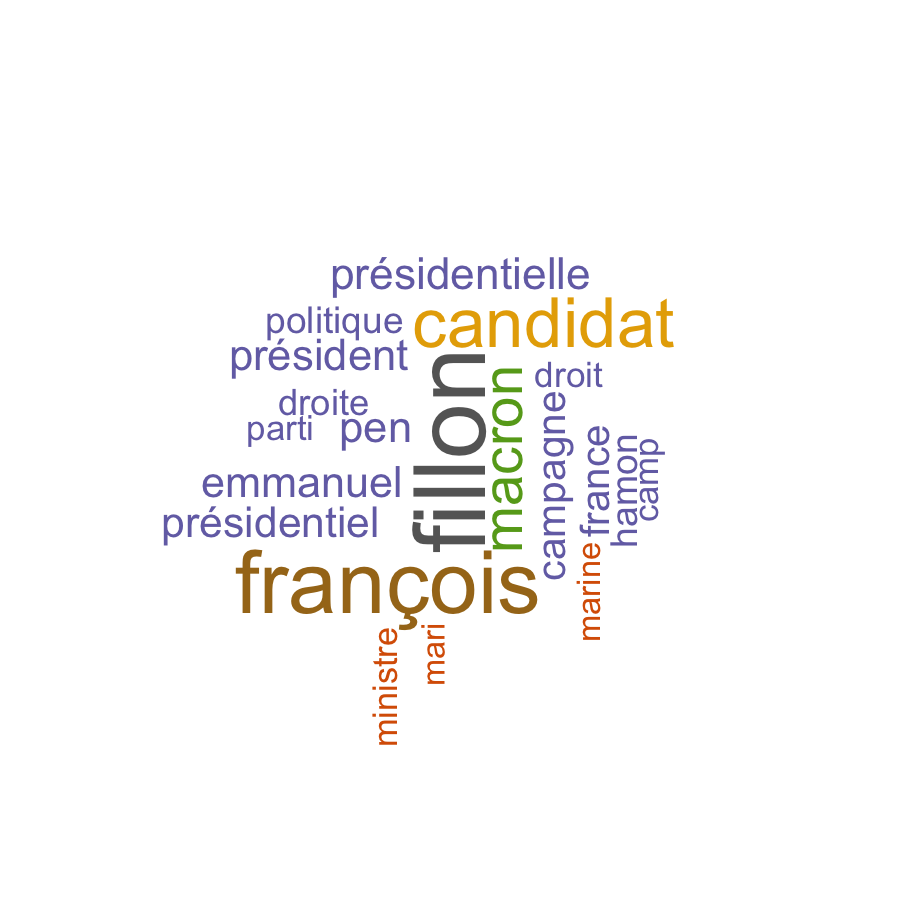 présidentielle
politique
candidat
président
droite
parti
pen
fillon
macron
droit
campagne
france
hamon
camp
emmanuel
présidentiel
françois
marine
ministre
mari